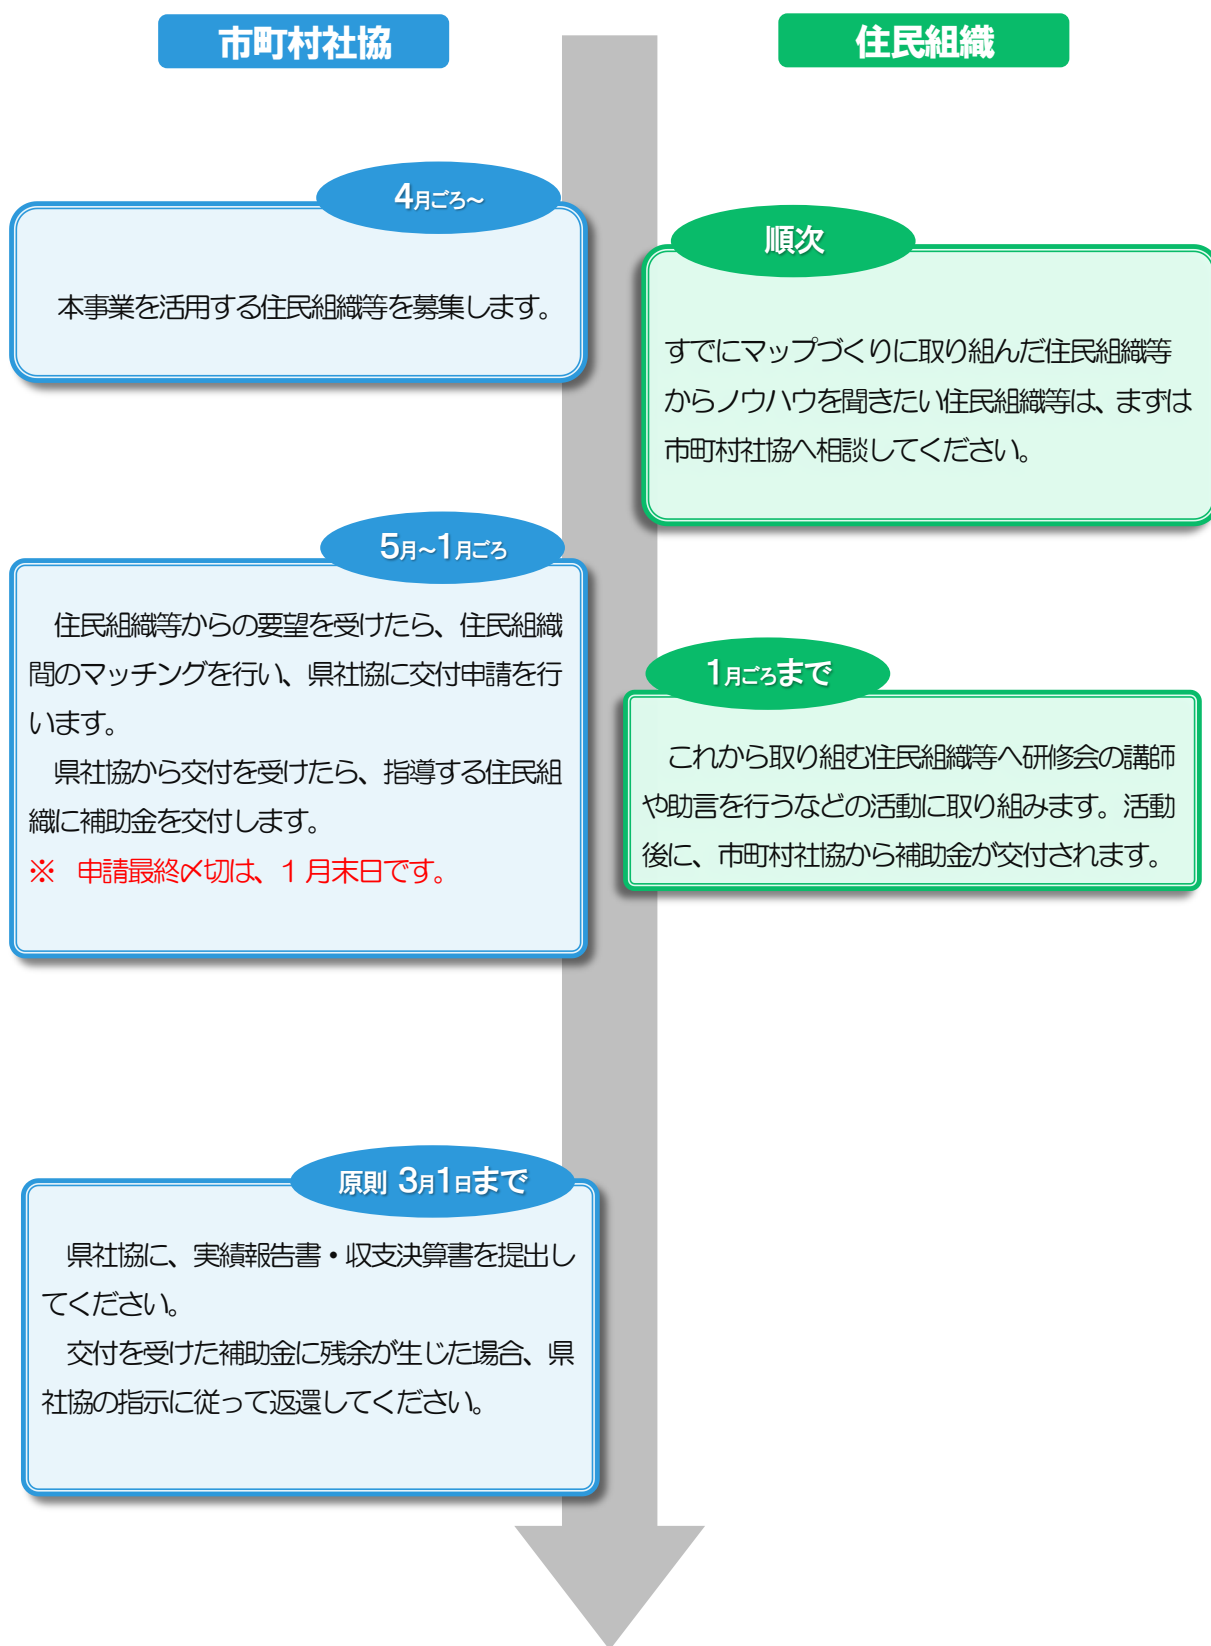 市町村社協
住民組織
4月ごろ~
本事業を活用する住民組織等を募集します。
順次
すでにマップづくりに取り組んだ住民組織等
からノウハウを聞きたい住民組織等は、まずは
市町村社協へ相談してください。
5月~1月ごろ
住民組織等からの要望を受けたら、住民組織
間のマッチングを行い、県社協に交付申請を行
います。
県社協から交付を受けたら、指導する住民組
織に補助金を交付します。
※　申請最終〆切は、1 月末日です。
1月ごろまで
これから取り組む住民組織等へ研修会の講師
や助言を行うなどの活動に取り組みます。活動
後に、市町村社協から補助金が交付されます。
原則 3月1日まで
県社協に、実績報告書・収支決算書を提出し
てください。
交付を受けた補助金に残余が生じた場合、県
社協の指示に従って返還してください。